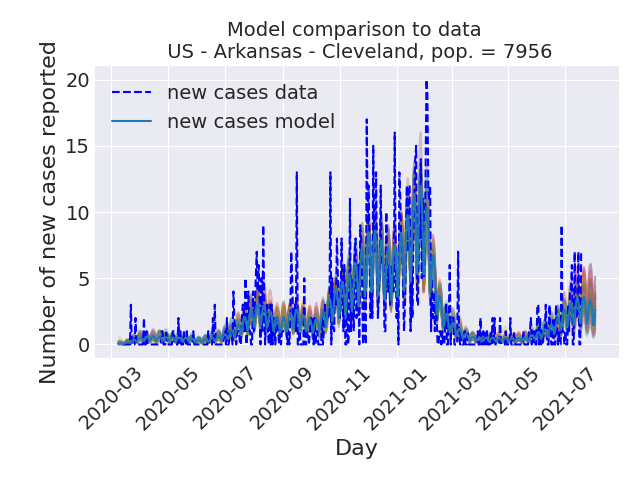 Model comparison to data
US - Arkansas - Cleveland, pop. = 7956
Number of new cases reported
20
15
10
5
0
new cases data
new cases model
2020-03
2020-05
2020-07
2020-09
2020-11
2021-01
2021-03
2021-05
2021-07
Day